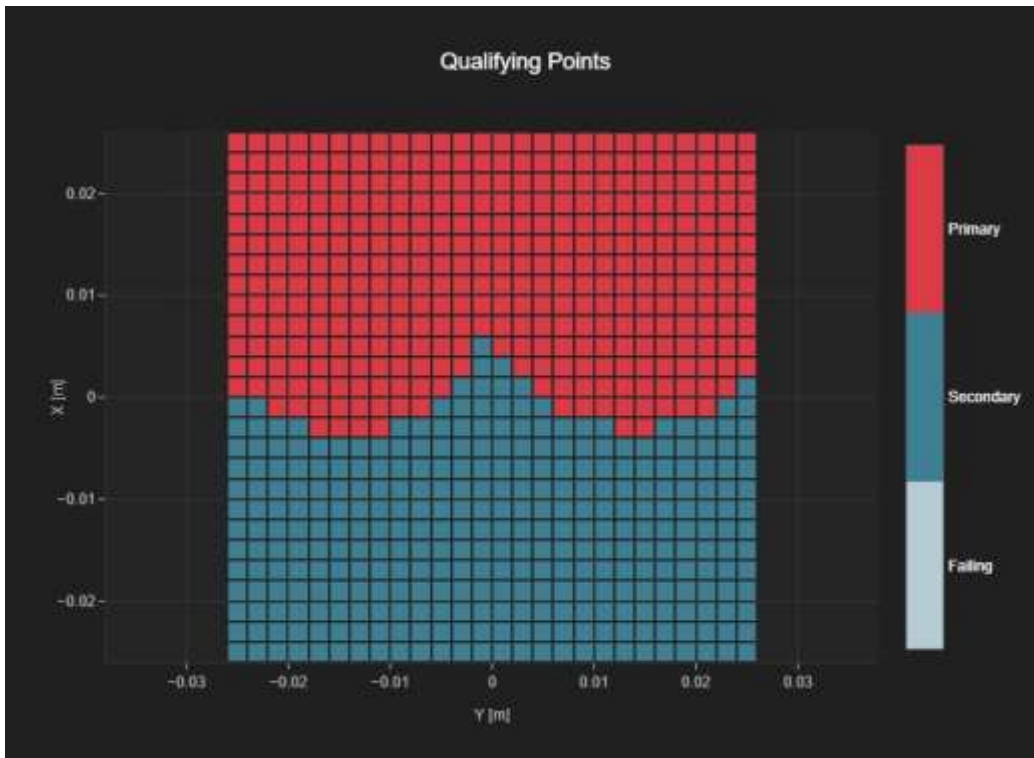 Qualifying Points
0.02
0.01
0
−0.01
−0.02
X [m]
−0.03
−0.02
−0.01
0
0.01
0.02
0.03
Y [m]
Primary
Secondary
Failing